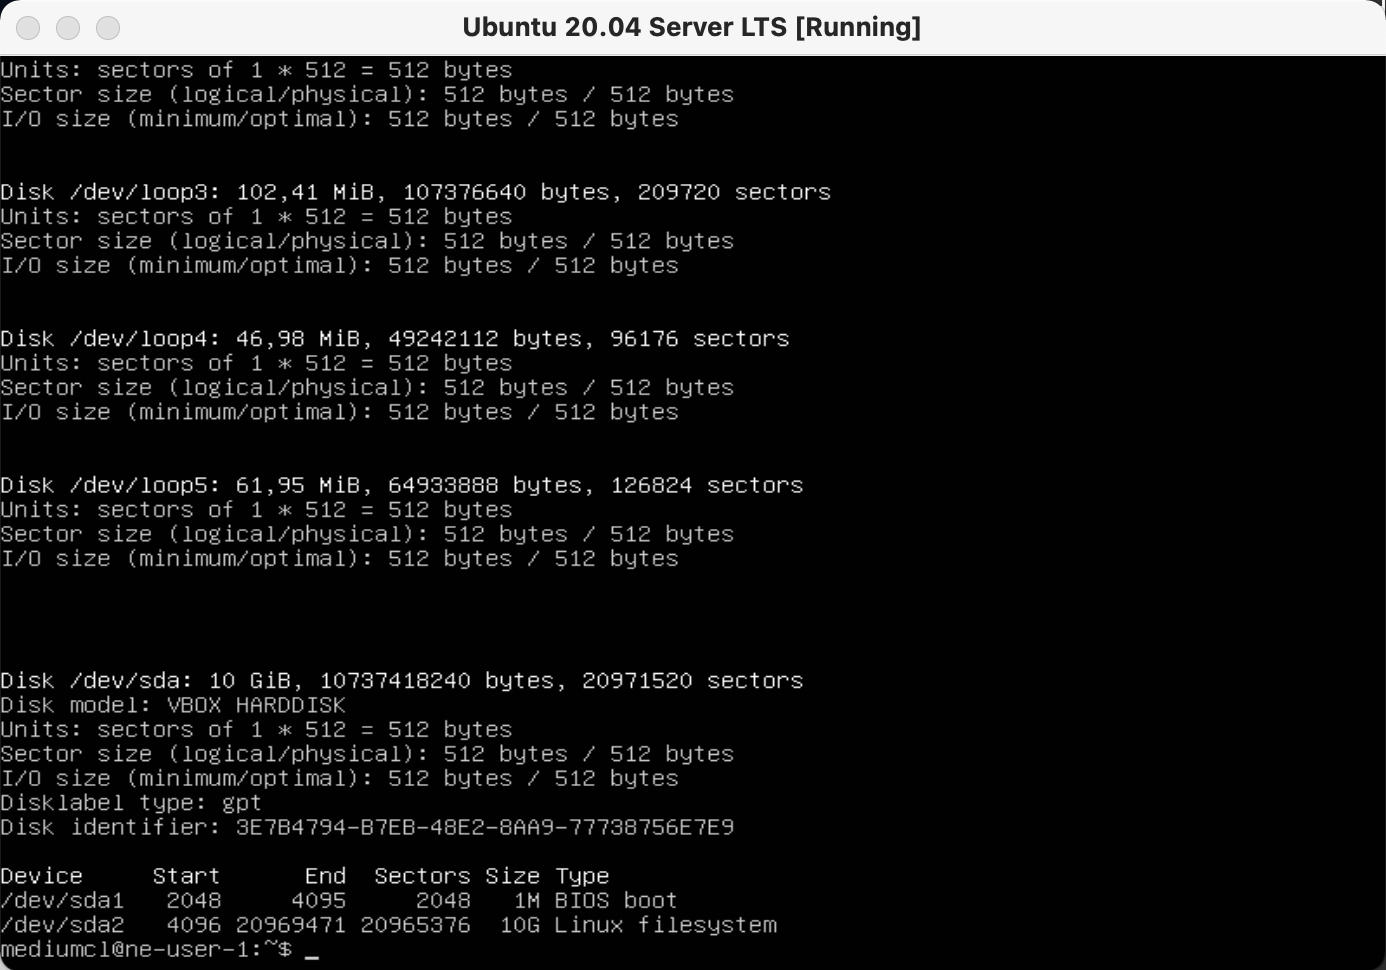 Ubuntu 20.04 Server LTS [Running]
Units: sectors of 1 * 512 = 512 bytes
Sector size (logical/physical): 512 bytes / 512 bytes
I/O size (minimum/optimal): 512 bytes / 512 bytes
Disk /dev/loop3: 102,41 MiB, 107376640 bytes, 209720 sectors
Units: sectors of 1 * 512 = 512 bytes
Sector size (logical/physical): 512 bytes / 512 bytes
I/O size (minimum/optimal): 512 bytes / 512 bytes
Disk /dev/loop4: 46,98 MiB, 49242112 bytes, 96176 sectors
Units: sectors of 1 * 512 = 512 bytes
Sector size (logical/physical): 512 bytes / 512 bytes
I/O size (minimum/optimal): 512 bytes / 512 bytes
Disk /dev/loop5: 61,95 MiB, 64933888 bytes, 126824 sectors
Units: sectors of 1 * 512 = 512 bytes
Sector size (logical/physical): 512 bytes / 512 bytes
I/O size (minimum/optimal): 512 bytes / 512 bytes
Disk /dev/sda: 10 GiB, 10737418240 bytes, 20971520 sectors
Disk model: VBOX HARDDISK
Units: sectors of 1 * 512 = 512 bytes
Sector size (logical/physical): 512 bytes / 512 bytes
I/O size (minimum/optimal): 512 bytes / 512 bytes
Disklabel type: gpt
Disk identifier: 3E7B4794-B7EB-48E2-8AA9-77738756E7E9
Device     Start      End  Sectors Size Type
/dev/sda1   2048     4095     2048   1M BIOS boot
/dev/sda2   4096 20969471 20965376  10G Linux filesystem
mediumcl@ne-user-1:~$ _